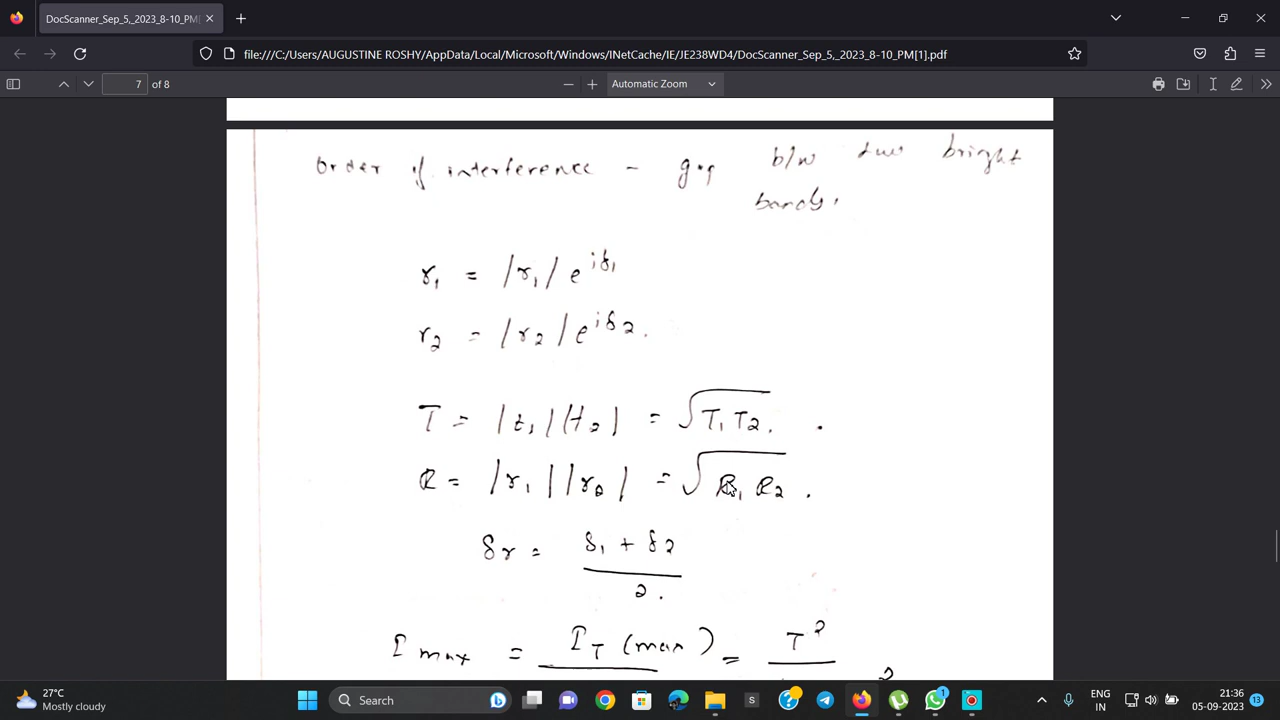 DocScanner_Sep_5,_2023_8-10_PM[
file:///C:/Users/AUGUSTINE ROSHY/AppData/Local/Microsoft/Windows/INetCache/IE/JE238WD4/DocScanner_Sep_5,_2023_8-10_PM[1].pdf
7 of 8
Automatic Zoom
Order of interference - gap b/w two bright
bands.
r₁ = |r₁| e^{iδ₁}
r₂ = |r₂| e^{iδ₂}.
T = |t₁||t₂| = √(T₁T₂).
R = |r₁||r₂| = √(R₁R₂).
δr = (δ₁ + δ₂)/2.
I max = I_T (max) = T²
27°C
Mostly cloudy
Search
1
ENG
IN
21:36
05-09-2023
13